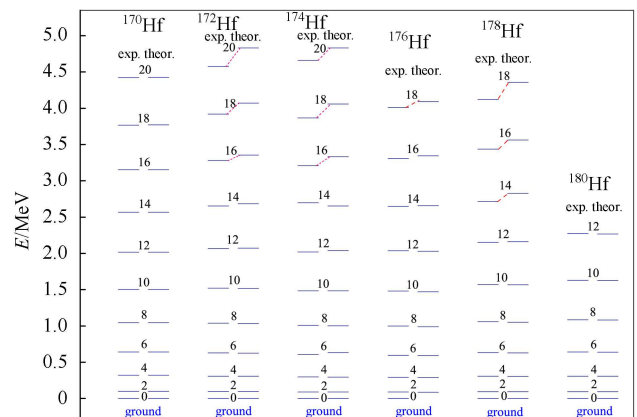 170Hf 172Hf 174Hf 176Hf 178Hf 180Hf
exp. theor. exp. theor. exp. theor. exp. theor. exp. theor. exp. theor.
E/MeV
5.0
4.5
4.0
3.5
3.0
2.5
2.0
1.5
1.0
0.5
0
20 20 20
18 18 18 18 18
16 16 16 16 16
14 14 14 14 14
12 12 12 12 12 12
10 10 10 10 10 10
8 8 8 8 8 8
6 6 6 6 6 6
4 4 4 4 4 4
2 2 2 2 2 2
0 0 0 0 0 0
ground ground ground ground ground ground